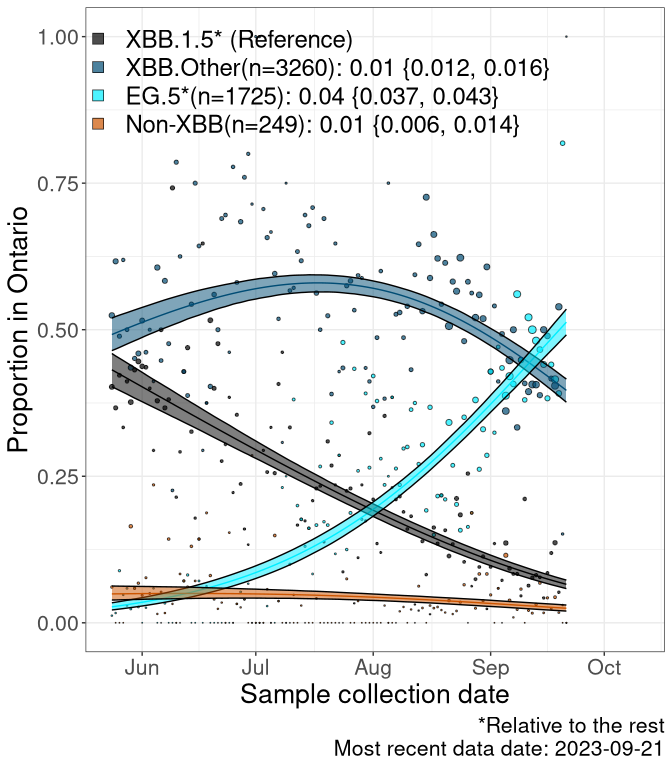 1.00
XBB.1.5* (Reference)
XBB.Other(n=3260): 0.01 {0.012, 0.016}
EG.5*(n=1725): 0.04 {0.037, 0.043}
Non-XBB(n=249): 0.01 {0.006, 0.014}
0.75
0.50
0.25
0.00
Proportion in Ontario
Jun Jul Aug Sep Oct
Sample collection date
*Relative to the rest
Most recent data date: 2023-09-21